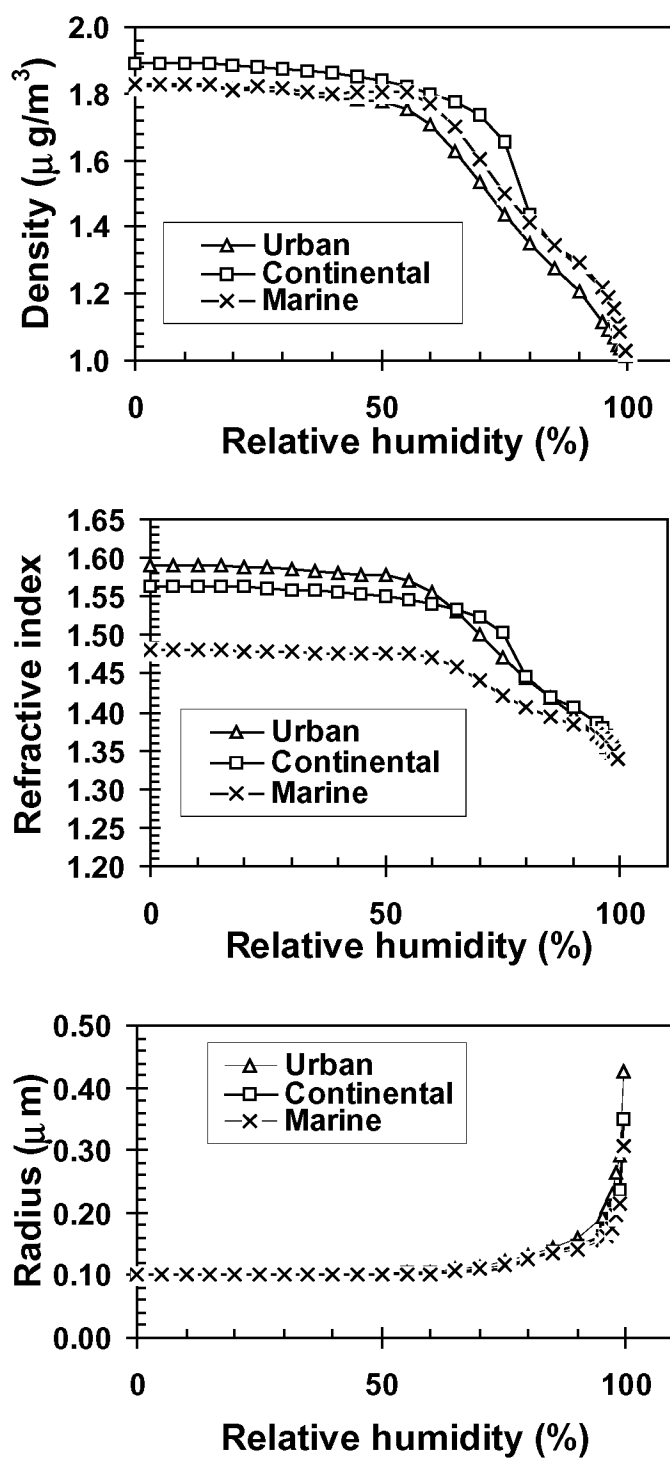 Density (μg/m³)
2.0
1.8
1.6
1.4
1.2
1.0
Urban
Continental
Marine
0
50
100
Relative humidity (%)
Refractive index
1.65
1.60
1.55
1.50
1.45
1.40
1.35
1.30
1.25
1.20
Urban
Continental
Marine
0
50
100
Relative humidity (%)
Radius (μm)
0.50
0.40
0.30
0.20
0.10
0.00
Urban
Continental
Marine
0
50
100
Relative humidity (%)